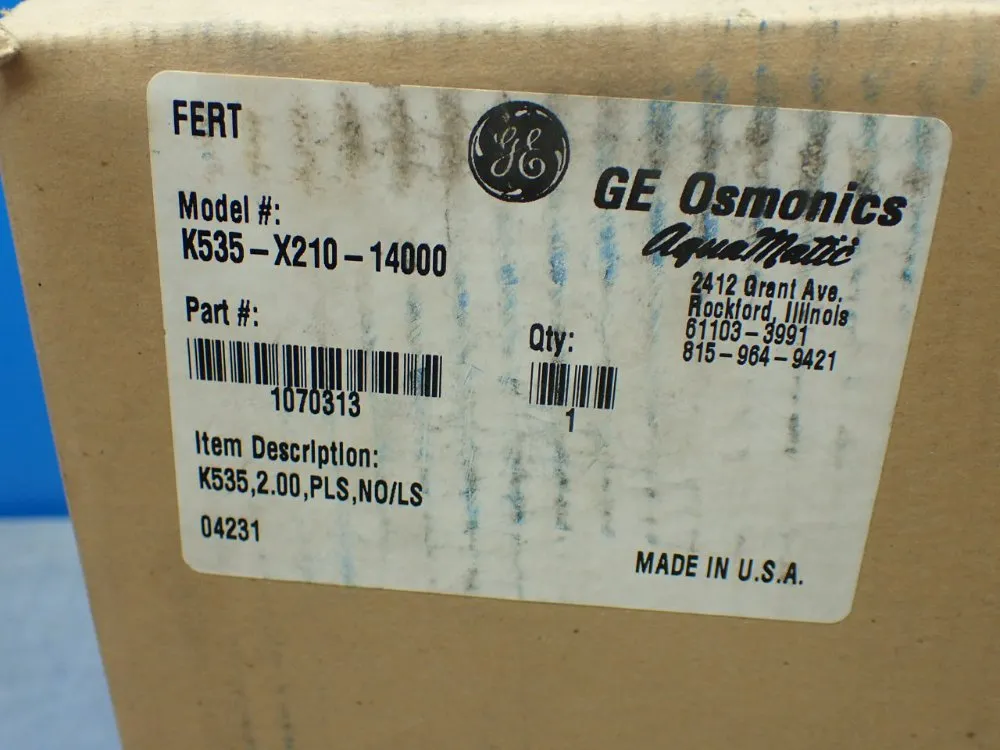 FERT
GE
GE Osmonics
AquaMatic
2412 Grant Ave.
Rockford, Illinois
61103-3991
815-964-9421
Model #:
K535-X210-14000
Part #:
1070313
Qty:
1
Item Description:
K535,2.00,PLS,NO/LS
04231
MADE IN U.S.A.